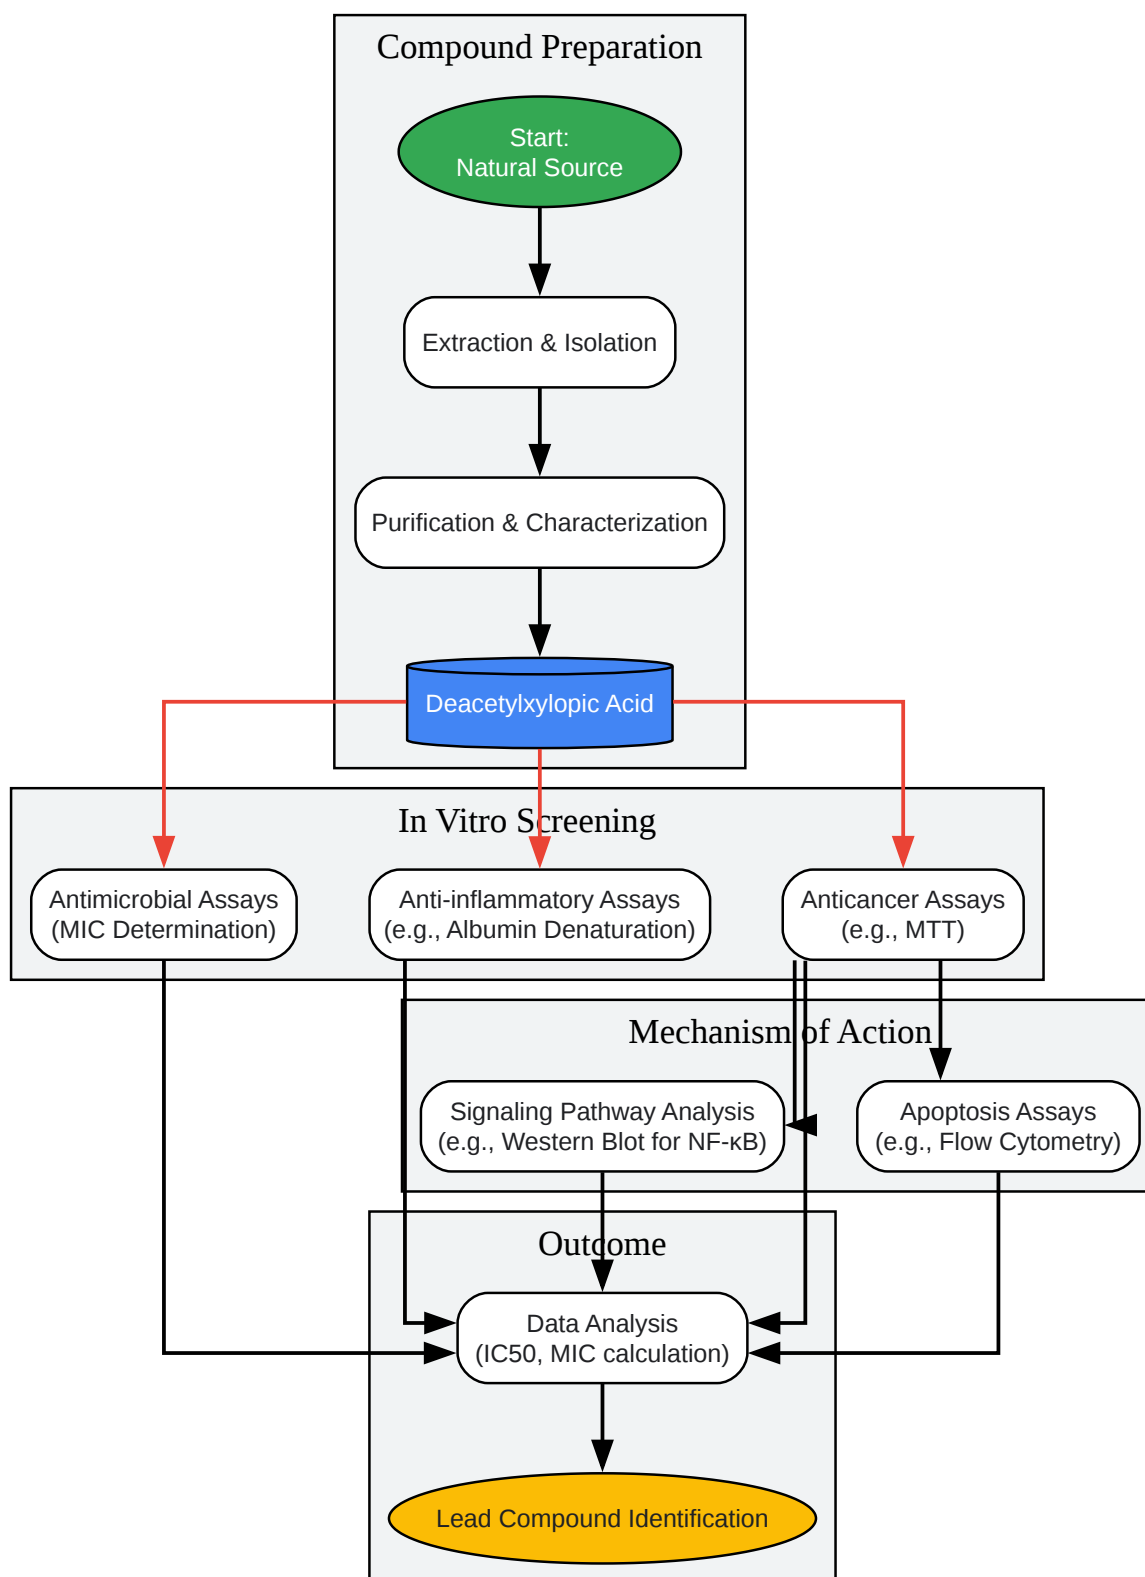 Compound Preparation
Start:
Natural Source
Extraction & Isolation
Purification & Characterization
Deacetylxylopic Acid
In Vitro Screening
Antimicrobial Assays
(MIC Determination)
Anti-inflammatory Assays
(e.g., Albumin Denaturation)
Anticancer Assays
(e.g., MTT)
Mechanism of Action
Signaling Pathway Analysis
(e.g., Western Blot for NF-κB)
Apoptosis Assays
(e.g., Flow Cytometry)
Outcome
Data Analysis
(IC50, MIC calculation)
Lead Compound Identification